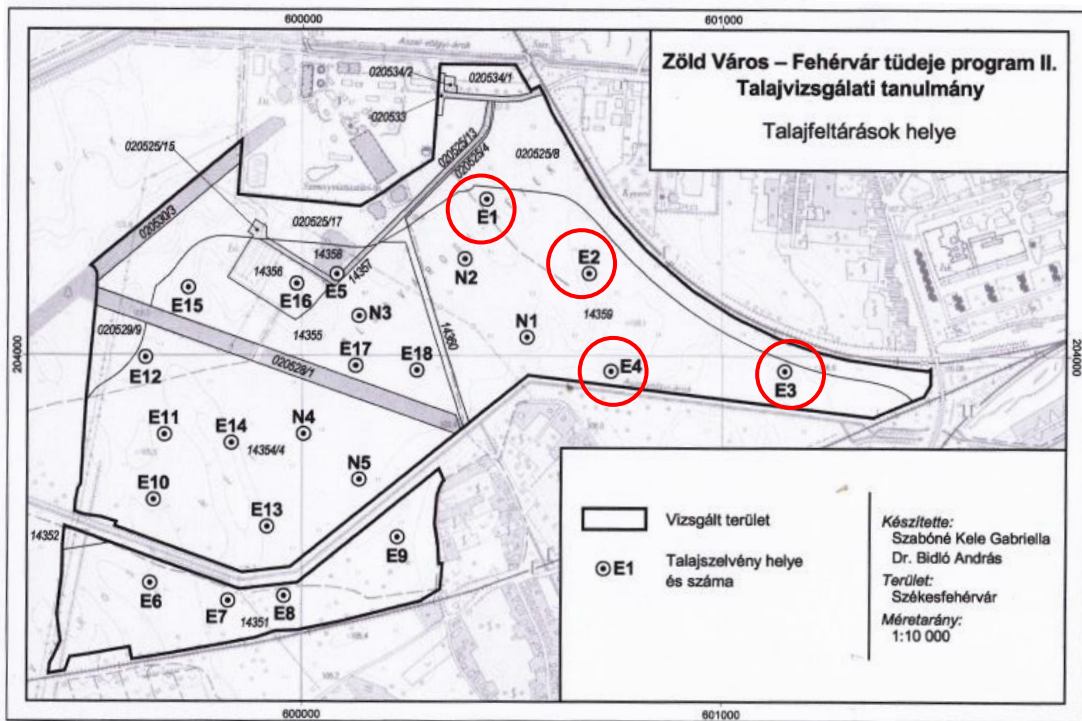 600000
601000
Zöld Város – Fehérvár tüdeje program II.
Talajvizsgálati tanulmány
Talajfeltárások helye
020534/2
020534/1
020533
020525/13
020525/4
020525/8
020525/15
020530/3
020525/17
E1
E2
N2
14358
14357
14356
E5
E15
E16
N3
14359
14355
N1
020529/9
14360
204000
204000
E12
E17
E18
E4
E3
020528/1
E11
E14
N4
14354/4
N5
E10
E13
E9
14352
E6
E7
E8
14351
Vizsgált terület
E1
Talajszelvény helye
és száma
Készítette:
Szabóné Kele Gabriella
Dr. Bidló András
Terület:
Székesfehérvár
Méretarány:
1:10 000
600000
601000